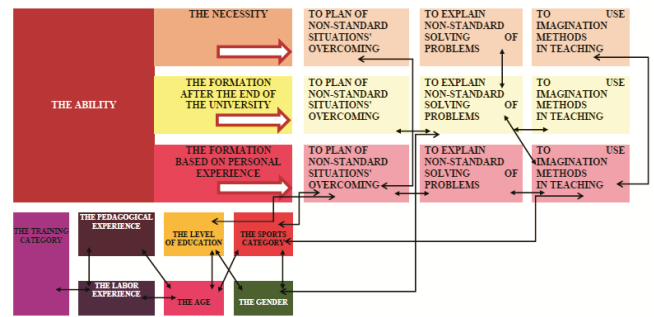 THE ABILITY
THE NECESSITY
TO PLAN OF
NON-STANDARD
SITUATIONS'
OVERCOMING
TO EXPLAIN
NON-STANDARD
SOLVING OF
PROBLEMS
TO USE
IMAGINATION
METHODS
IN TEACHING
THE FORMATION
AFTER THE END OF
THE UNIVERSITY
TO PLAN OF
NON-STANDARD
SITUATIONS'
OVERCOMING
TO EXPLAIN
NON-STANDARD
SOLVING OF
PROBLEMS
TO USE
IMAGINATION
METHODS
IN TEACHING
THE FORMATION
BASED ON PERSONAL
EXPERIENCE
TO PLAN OF
NON-STANDARD
SITUATIONS'
OVERCOMING
TO EXPLAIN
NON-STANDARD
SOLVING OF
PROBLEMS
TO USE
IMAGINATION
METHODS
IN TEACHING
THE TRAINING
CATEGORY
THE PEDAGOGICAL
EXPERIENCE
THE LEVEL
OF EDUCATION
THE SPORTS
CATEGORY
THE LABOR
EXPERIENCE
THE AGE
THE GENDER